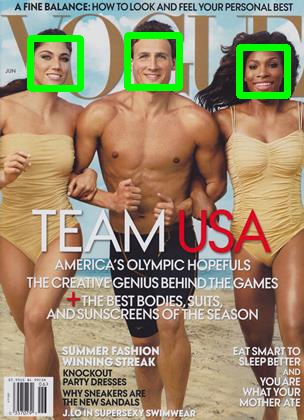 A FINE BALANCE: HOW TO LOOK AND FEEL YOUR PERSONAL BEST
VOGUE
JUN
TEAM USA
AMERICA'S OLYMPIC HOPEFULS
THE CREATIVE GENIUS BEHIND THE GAMES
+THE BEST BODIES, SUITS,
AND SUNSCREENS OF THE SEASON
SUMMER FASHION
WINNING STREAK
KNOCKOUT
PARTY DRESSES
WHY SNEAKERS ARE
THE NEW SANDALS
J.LO IN SUPERSEXY SWIMWEAR
EAT SMART TO
SLEEP BETTER
AND
YOU ARE
WHAT YOUR
MOTHER ATE